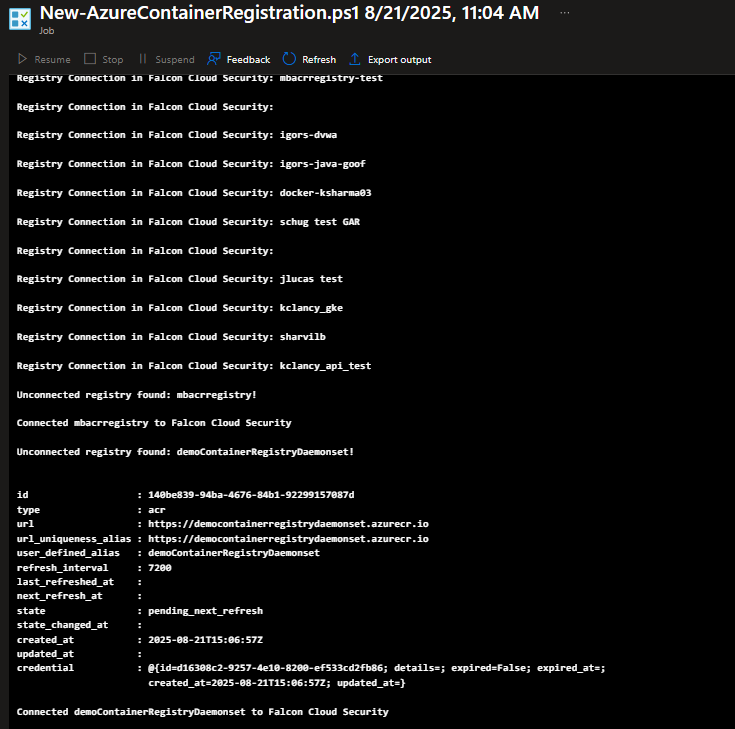 New-AzureContainerRegistration.ps1 8/21/2025, 11:04 AM ...
Job
Resume Stop Suspend Feedback Refresh Export output
Registry Connection in Falcon Cloud Security: mbacrregistry-test
Registry Connection in Falcon Cloud Security:
Registry Connection in Falcon Cloud Security: igors-dvwa
Registry Connection in Falcon Cloud Security: igors-java-goof
Registry Connection in Falcon Cloud Security: docker-ksharma03
Registry Connection in Falcon Cloud Security: schug test GAR
Registry Connection in Falcon Cloud Security:
Registry Connection in Falcon Cloud Security: jlucas test
Registry Connection in Falcon Cloud Security: kclancy_gke
Registry Connection in Falcon Cloud Security: sharvilb
Registry Connection in Falcon Cloud Security: kclancy_api_test
Unconnected registry found: mbacrregistry!
Connected mbacrregistry to Falcon Cloud Security
Unconnected registry found: demoContainerRegistryDaemonset!
id : 140be839-94ba-4676-84b1-92299157087d
type : acr
url : https://democontainerregistrydaemonset.azurecr.io
url_uniqueness_alias : https://democontainerregistrydaemonset.azurecr.io
user_defined_alias : demoContainerRegistryDaemonset
refresh_interval : 7200
last_refreshed_at :
next_refresh_at :
state : pending_next_refresh
state_changed_at :
created_at : 2025-08-21T15:06:57Z
updated_at :
credential : @{id=d16308c2-9257-4e10-8200-ef533cd2fb86; details=; expired=False; expired_at=;
created_at=2025-08-21T15:06:57Z; updated_at=}
Connected demoContainerRegistryDaemonset to Falcon Cloud Security